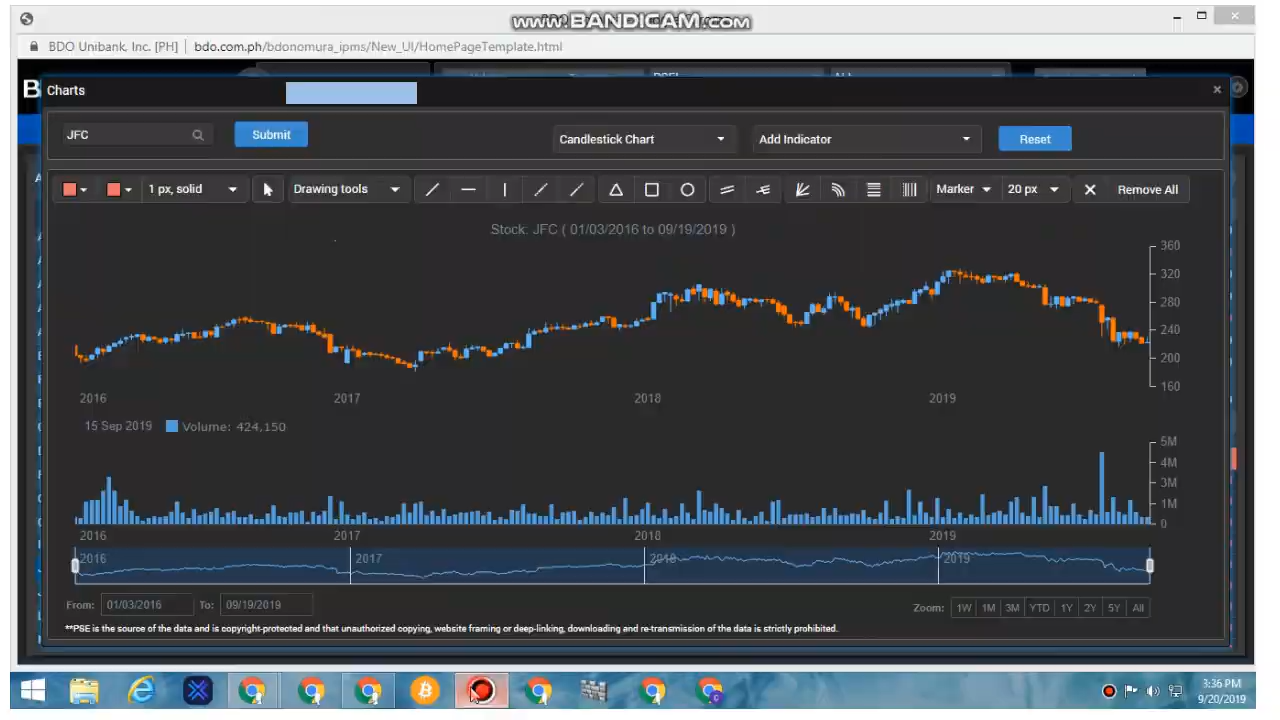 www.BANDICAM.com
BDO Unibank, Inc. [PH] | bdo.com.ph/bdonomura_ipms/New_UI/HomePageTemplate.html
Charts
JFC
Submit
Candlestick Chart
Add Indicator
Reset
1 px, solid
Drawing tools
Marker
20 px
Remove All
Stock: JFC ( 01/03/2016 to 09/19/2019 )
360
320
280
240
200
160
2016 2017 2018 2019
15 Sep 2019 Volume: 424,150
5M
4M
3M
1M
0
2016 2017 2018 2019
2016 2017 2018 2019
From: 01/03/2016 To: 09/19/2019
Zoom: 1W 1M 3M YTD 1Y 2Y 5Y All
**PSE is the source of the data and is copyright-protected and that unauthorized copying, website framing or deep-linking, downloading and re-transmission of the data is strictly prohibited.
3:36 PM
9/20/2019